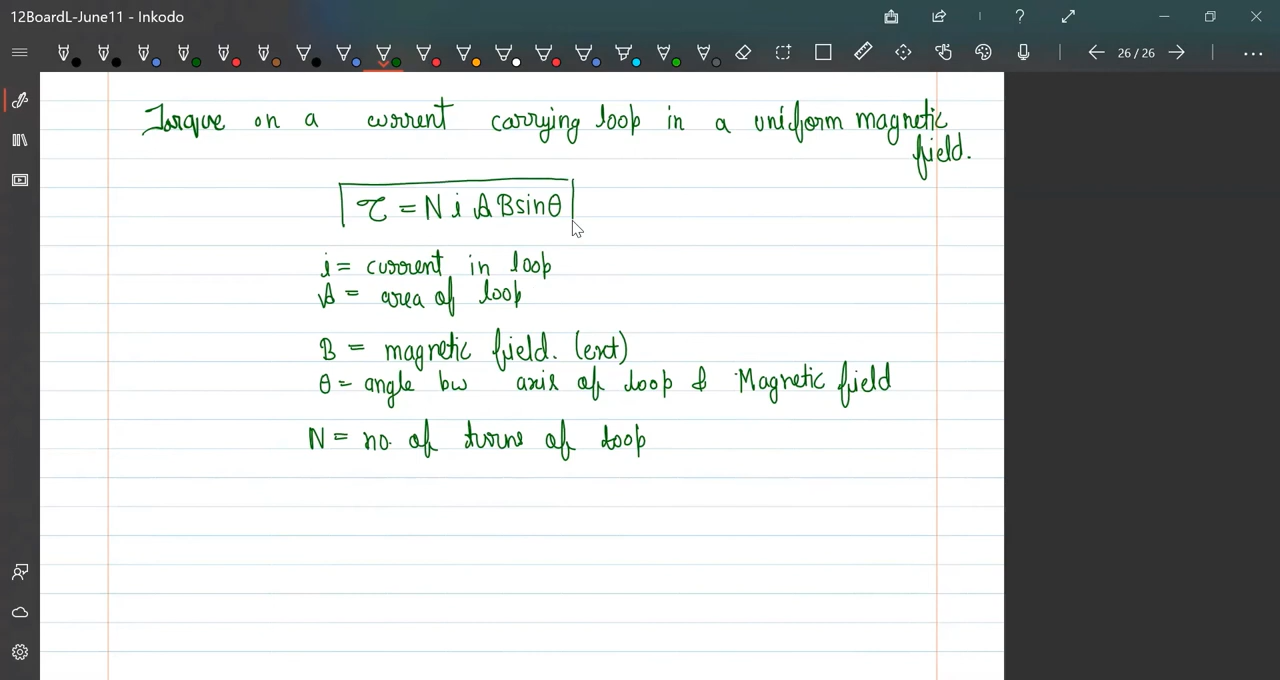 12BoardL-June11 - Inkodo
26/26
Torque on a current carrying loop in a uniform magnetic
field.
τ = N i A B sinθ
i = current in loop
A = area of loop
B = magnetic field. (ext)
θ = angle bw axis of loop & Magnetic field
N = no. of turns of loop